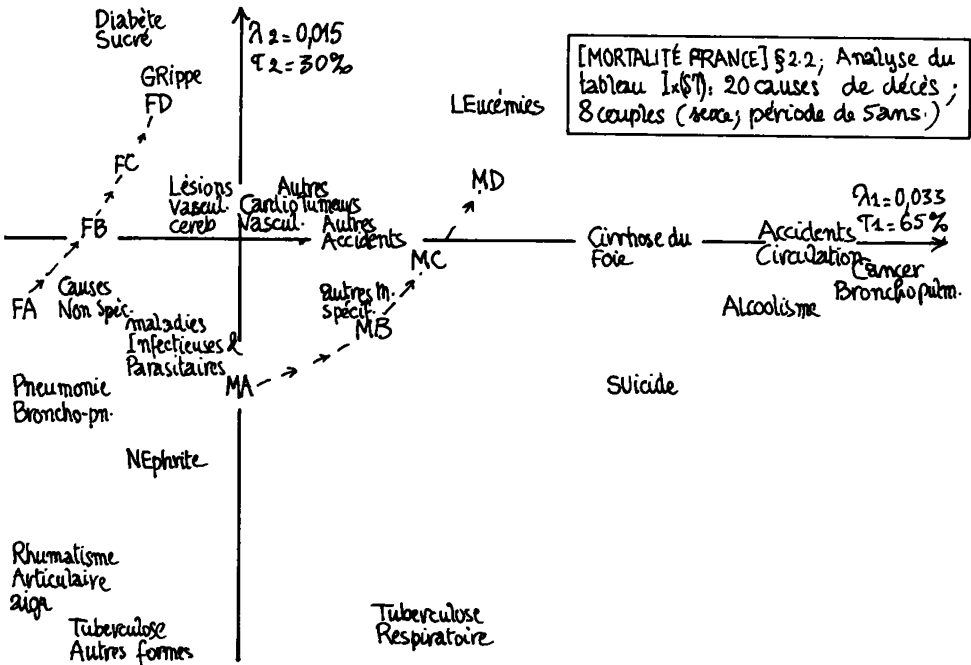 Diabète
Sucré
λ2=0,015
τ2=30%
[MORTALITÉ FRANCE] §2.2; Analyse du
tableau I×(ST): 20 causes de décès ;
8 couples (sexe; période de 5ans.)
GRippe
FD
LEucémies
FC
Lésions
Vascul.
cereb
Autres
Cardio Tumeurs
Vascul.
MD
λ1=0,033
τ1=65%
FB
Autres
Accidents
MC
Cirrhose du
Foie
Accidents
Circulation
Cancer
Bronchopulm.
FA
Causes
Non Spéc.
autres M.
spécif.
MB
Alcoolisme
maladies
Infectieuses &
Parasitaires
MA
Pneumonie
Broncho-pn.
SUicide
NEphrite
Rhumatisme
Articulaire
aigu
Tuberculose
Autres formes
Tuberculose
Respiratoire